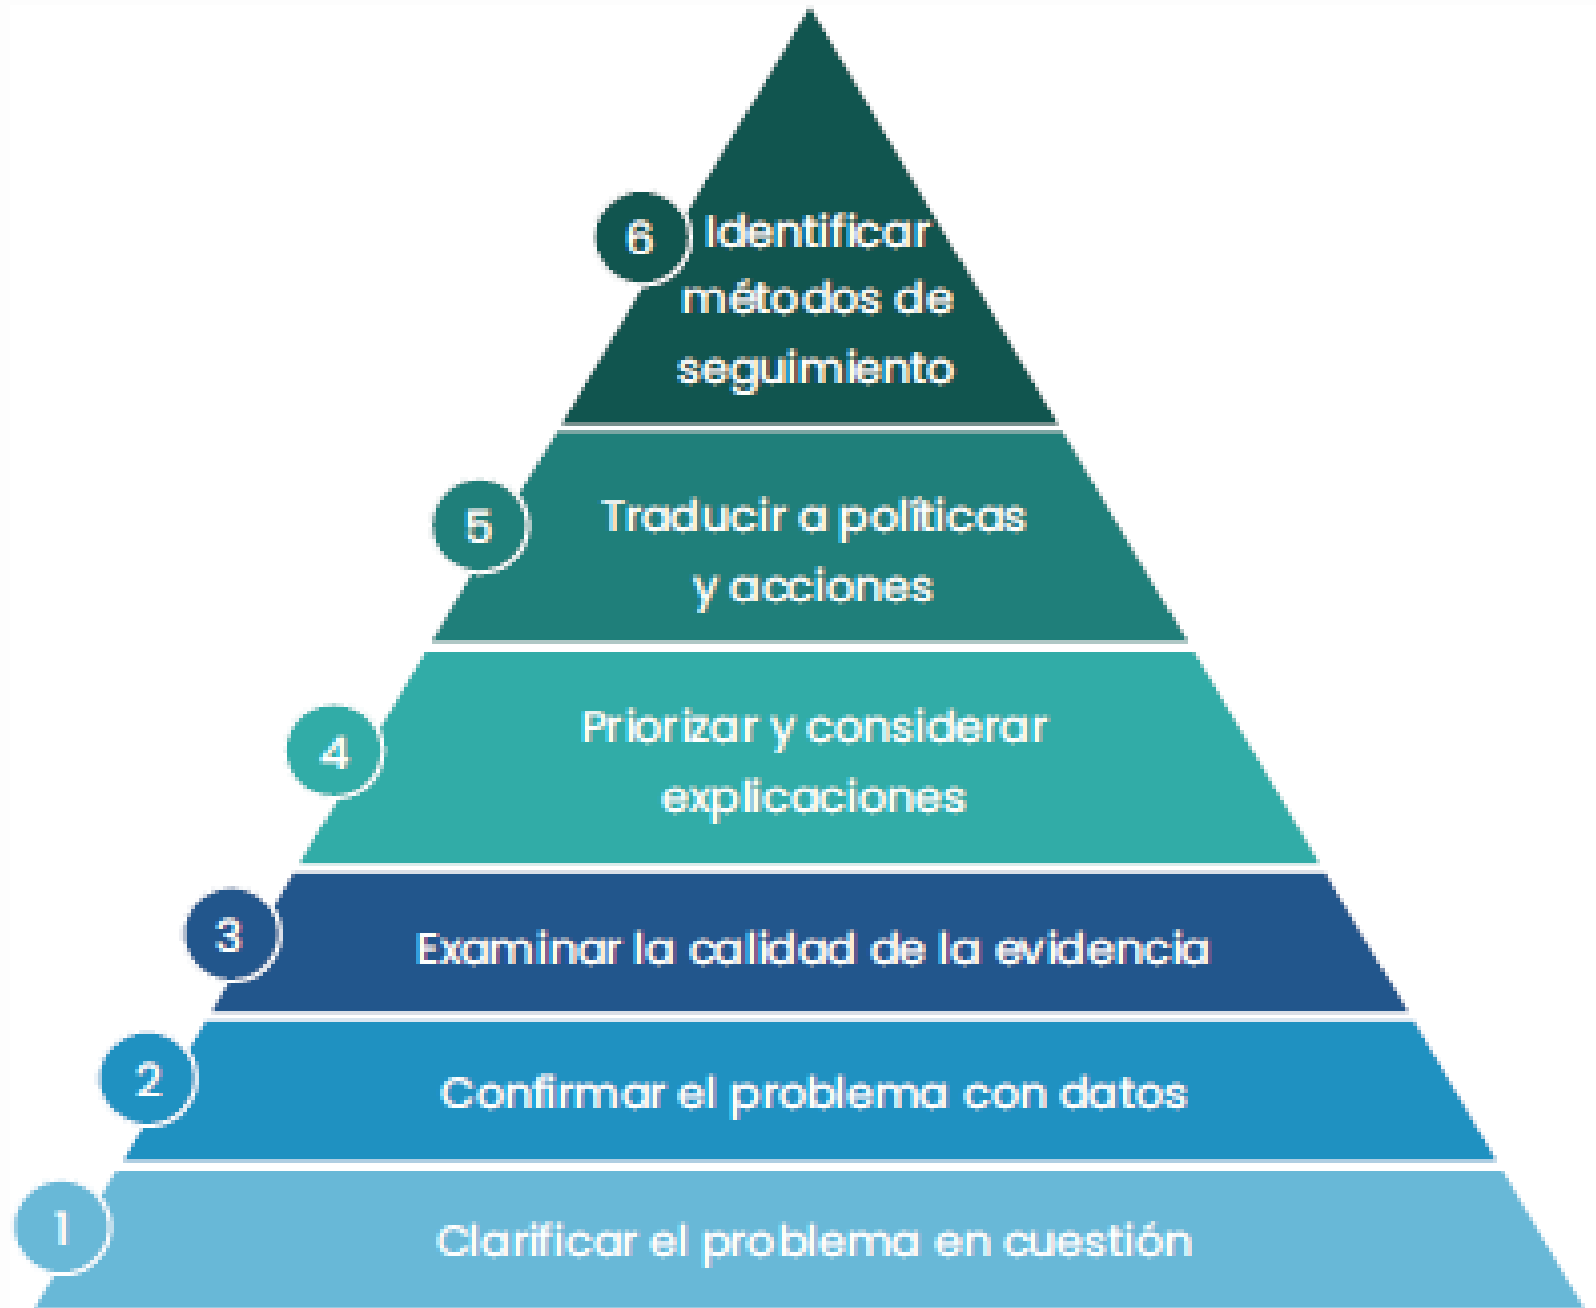 6 Identificar
métodos de
seguimiento
5 Traducir a políticas
y acciones
4 Priorizar y considerar
explicaciones
3 Examinar la calidad de la evidencia
2 Confirmar el problema con datos
1 Clarificar el problema en cuestión